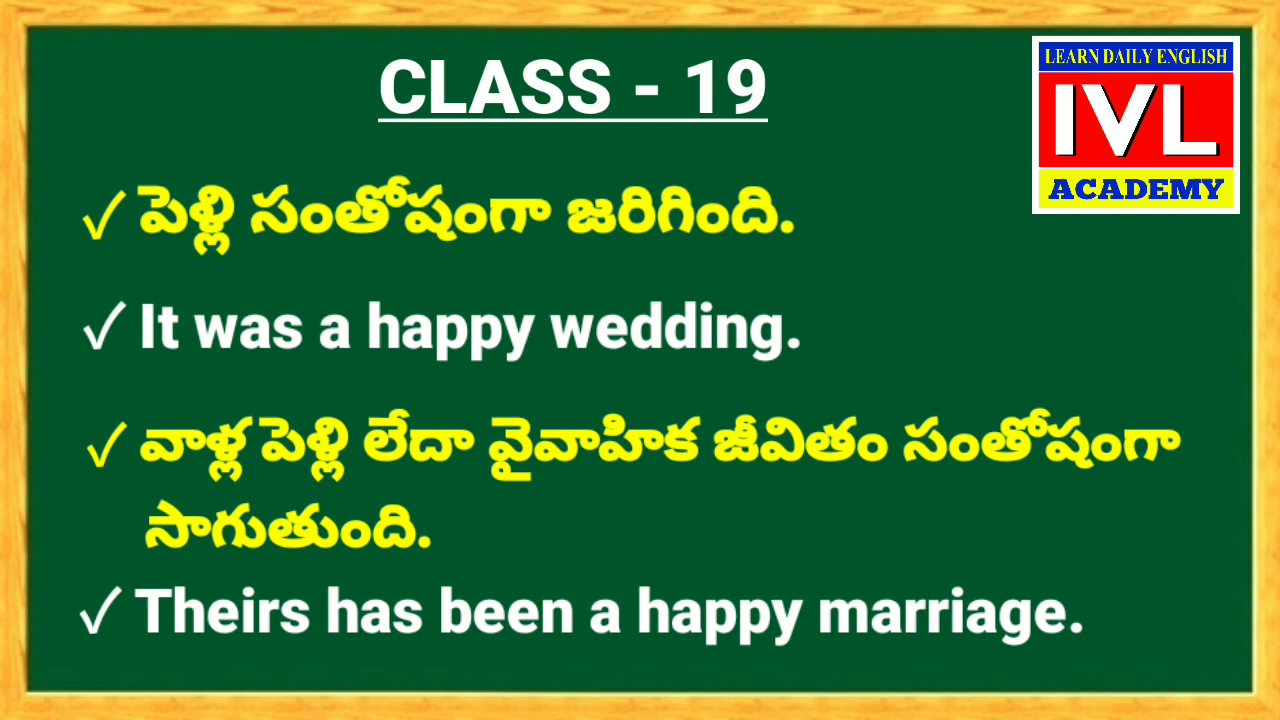 CLASS - 19
LEARN DAILY ENGLISH
IVL
ACADEMY
✓ పెళ్లి సంతోషంగా జరిగింది.
✓ It was a happy wedding.
✓ వాళ్ల పెళ్లి లేదా వైవాహిక జీవితం సంతోషంగా
సాగుతుంది.
✓ Theirs has been a happy marriage.